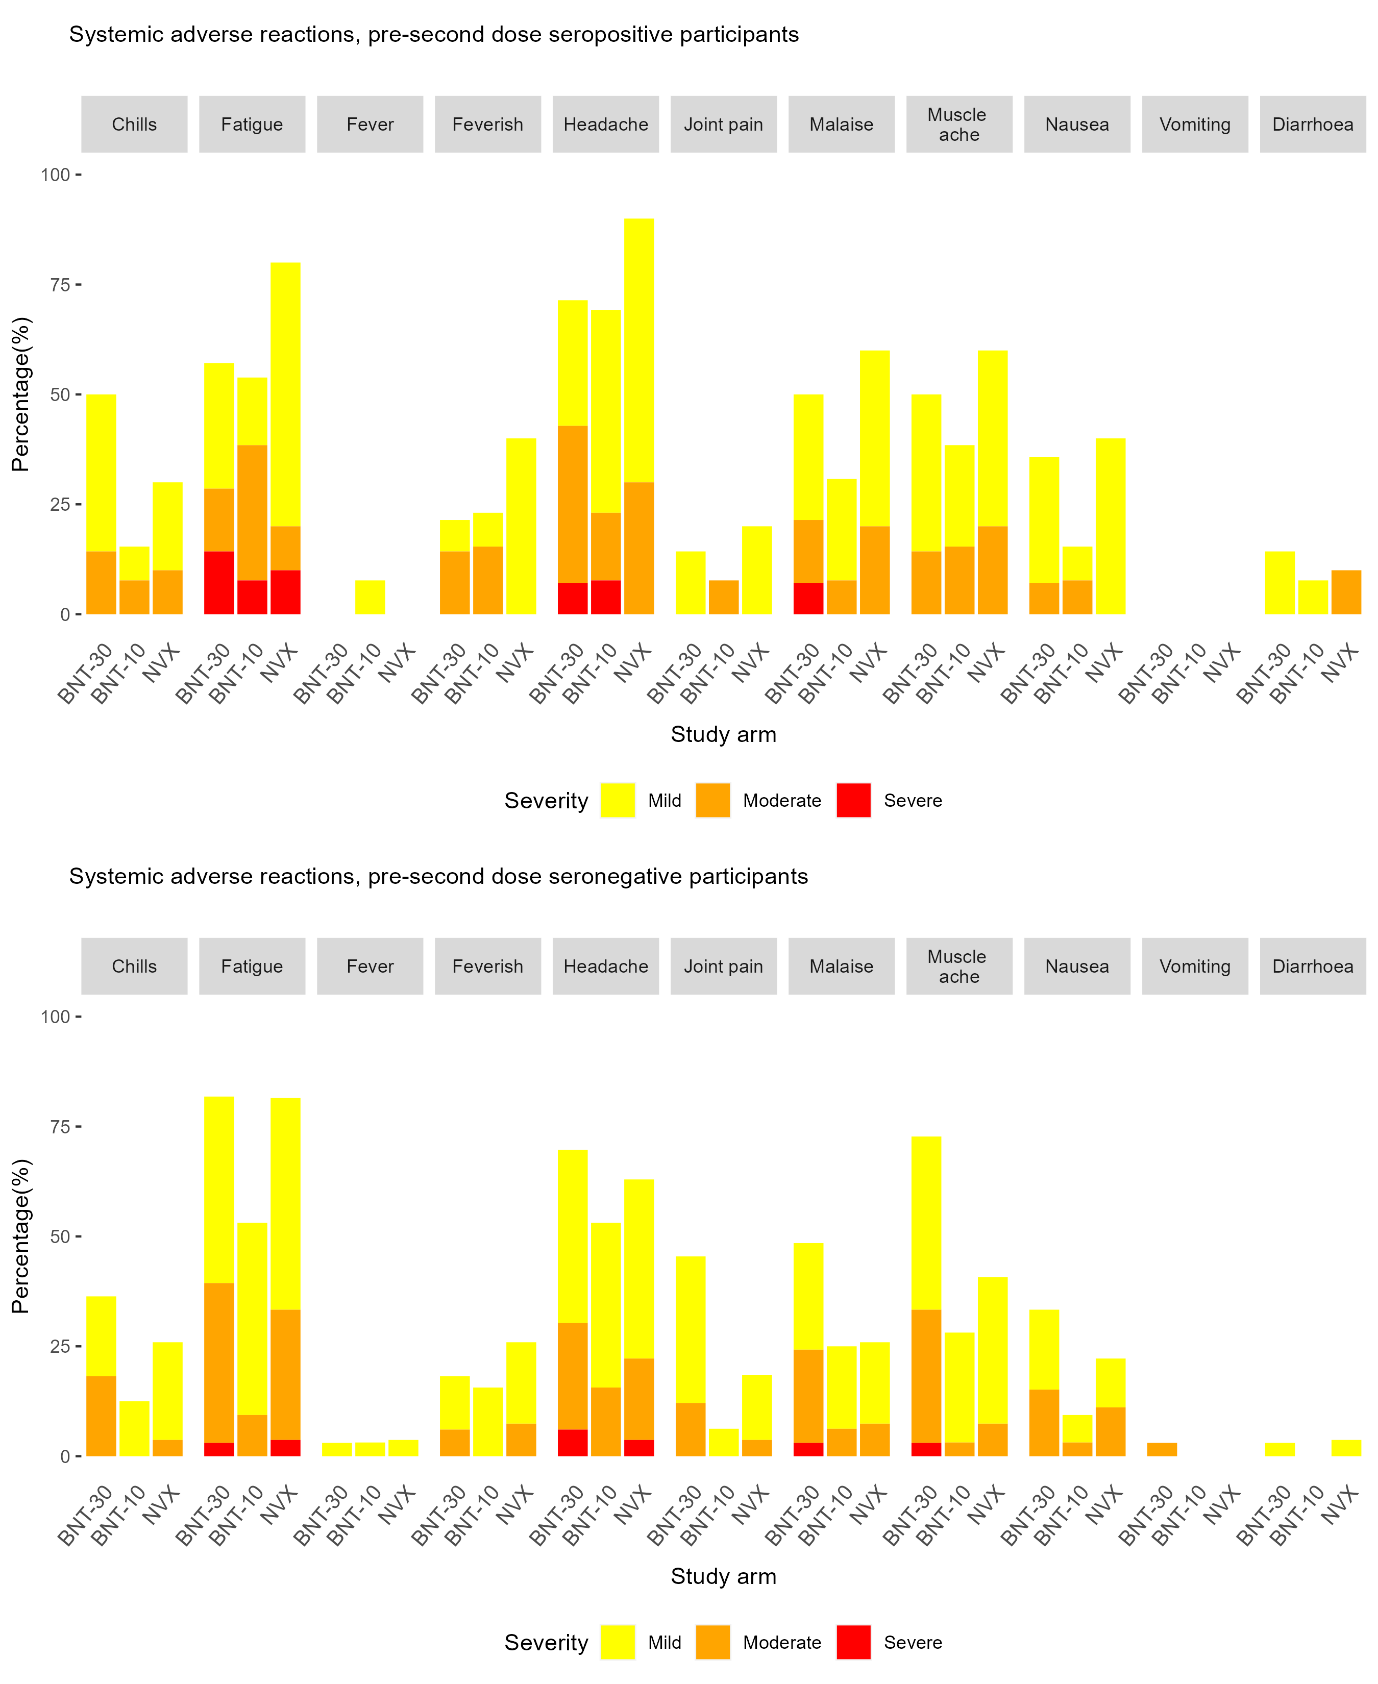 Systemic adverse reactions, pre-second dose seropositive participants
Chills Fatigue Fever Feverish Headache Joint pain Malaise Muscle ache Nausea Vomiting Diarrhoea
100
75
50
25
0
Percentage(%)
BNT-30 BNT-10 NVX BNT-30 BNT-10 NVX BNT-30 BNT-10 NVX BNT-30 BNT-10 NVX BNT-30 BNT-10 NVX BNT-30 BNT-10 NVX BNT-30 BNT-10 NVX BNT-30 BNT-10 NVX BNT-30 BNT-10 NVX BNT-30 BNT-10 NVX BNT-30 BNT-10 NVX
Study arm
Severity Mild Moderate Severe
Systemic adverse reactions, pre-second dose seronegative participants
Chills Fatigue Fever Feverish Headache Joint pain Malaise Muscle ache Nausea Vomiting Diarrhoea
100
75
50
25
0
Percentage(%)
BNT-30 BNT-10 NVX BNT-30 BNT-10 NVX BNT-30 BNT-10 NVX BNT-30 BNT-10 NVX BNT-30 BNT-10 NVX BNT-30 BNT-10 NVX BNT-30 BNT-10 NVX BNT-30 BNT-10 NVX BNT-30 BNT-10 NVX BNT-30 BNT-10 NVX BNT-30 BNT-10 NVX
Study arm
Severity Mild Moderate Severe